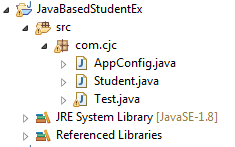 JavaBasedStudentEx
src
com.cjc
AppConfig.java
Student.java
Test.java
JRE System Library [JavaSE-1.8]
Referenced Libraries